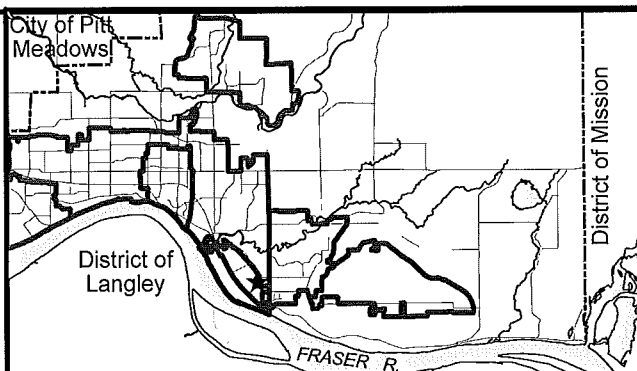 City of Pitt
Meadows
District of Mission
District of
Langley
FRASER R.